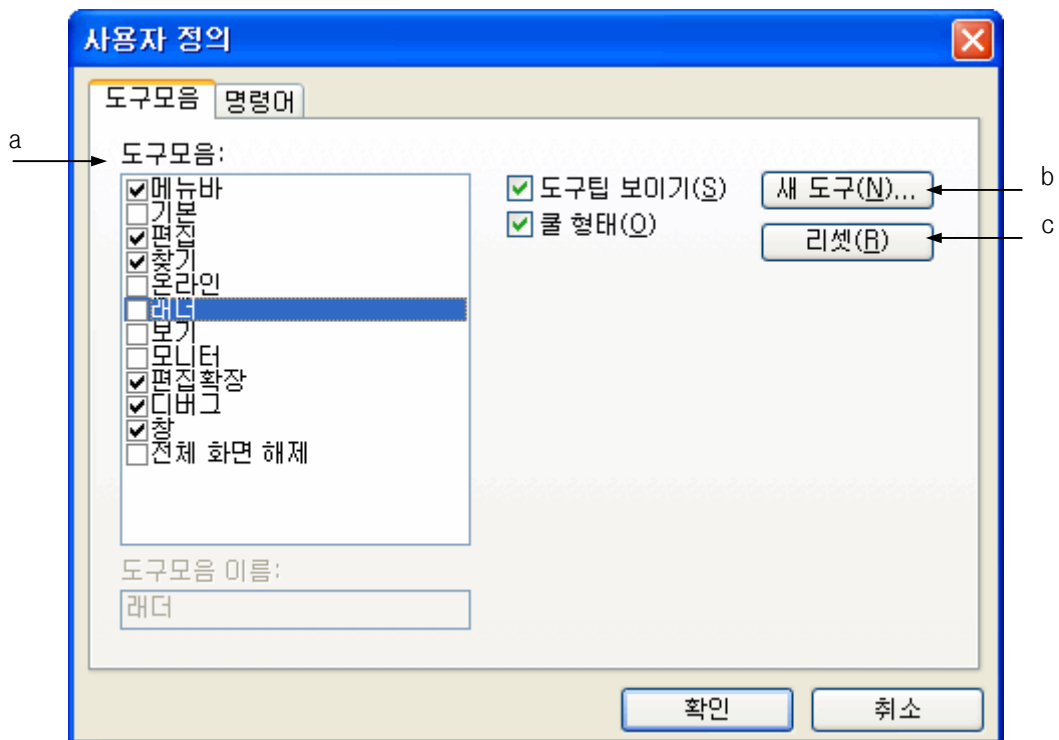 사용자 정의
도구모음 명령어
a
도구모음:
메뉴바
기본
편집
찾기
온라인
래더
보기
모니터
편집확장
디버그
창
전체 화면 해제
도구팁 보이기(S)
쿨 형태(O)
새 도구(N)...
b
리셋(R)
c
도구모음 이름:
래더
확인 취소